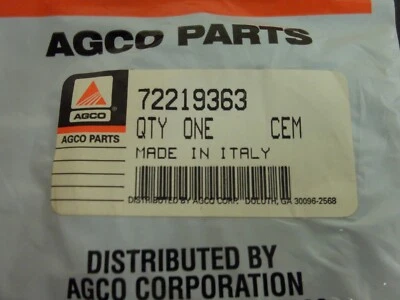 AGCO PARTS
72219363
AGCO
QTY ONE CEM
AGCO PARTS
MADE IN ITALY
DISTRIBUTED BY AGCO CORP. DULUTH, GA 30096-2568
DISTRIBUTED BY
AGCO CORPORATION